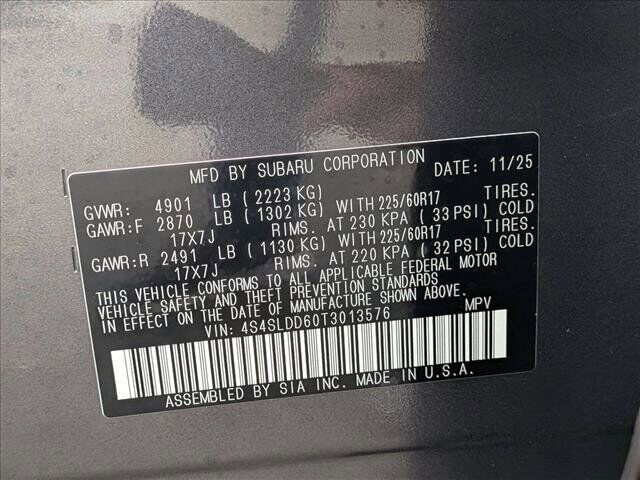 MFD BY SUBARU CORPORATION DATE: 11/25
GVWR: 4901 LB ( 2223 KG)
GAWR:F 2870 LB ( 1302 KG) WITH 225/60R17 TIRES.
17X7J RIMS. AT 230 KPA ( 33 PSI) COLD
GAWR:R 2491 LB ( 1130 KG) WITH 225/60R17 TIRES.
17X7J RIMS. AT 220 KPA ( 32 PSI) COLD
THIS VEHICLE CONFORMS TO ALL APPLICABLE FEDERAL MOTOR
VEHICLE SAFETY AND THEFT PREVENTION STANDARDS
IN EFFECT ON THE DATE OF MANUFACTURE SHOWN ABOVE.
VIN: 4S4SLDD60T3013576 MPV
ASSEMBLED BY SIA INC. MADE IN U.S.A.